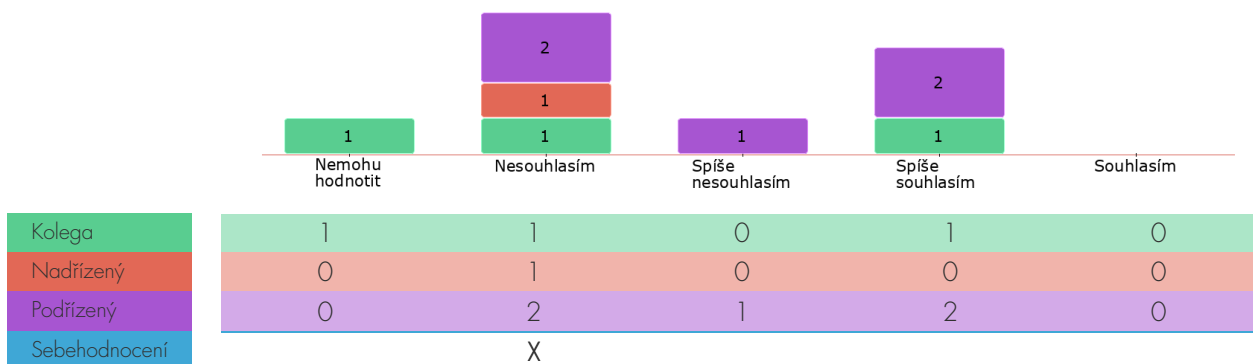 2
1
2
1
1
1
1
Nemohu hodnotit
Nesouhlasím
Spíše nesouhlasím
Spíše souhlasím
Souhlasím
Kolega 1 1 0 1 0
Nadřízený 0 1 0 0 0
Podřízený 0 2 1 2 0
Sebehodnocení X